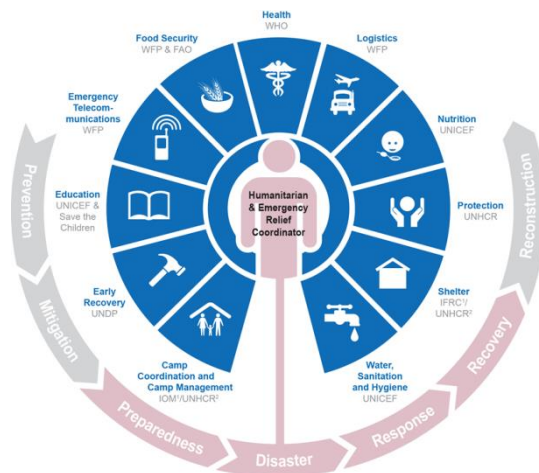 Health
WHO
Food Security
WFP & FAO
Logistics
WFP
Emergency
Telecom-
munications
WFP
Nutrition
UNICEF
Education
UNICEF &
Save the
Children
Humanitarian
& Emergency
Relief
Coordinator
Protection
UNHCR
Early
Recovery
UNDP
Shelter
IFRC¹/
UNHCR²
Camp
Coordination and
Camp Management
IOM¹/UNHCR²
Water,
Sanitation
and Hygiene
UNICEF
Prevention
Mitigation
Preparedness
Disaster
Response
Recovery
Reconstruction